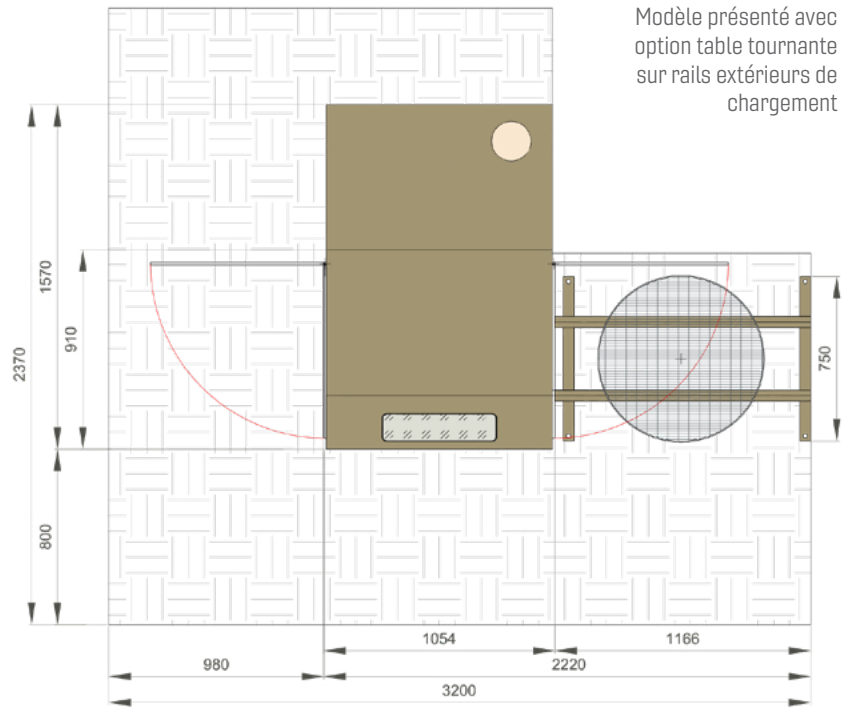 Modèle présenté avec
option table tournante
sur rails extérieurs de
chargement
2370
1570
910
750
800
1054
1166
980
2220
3200